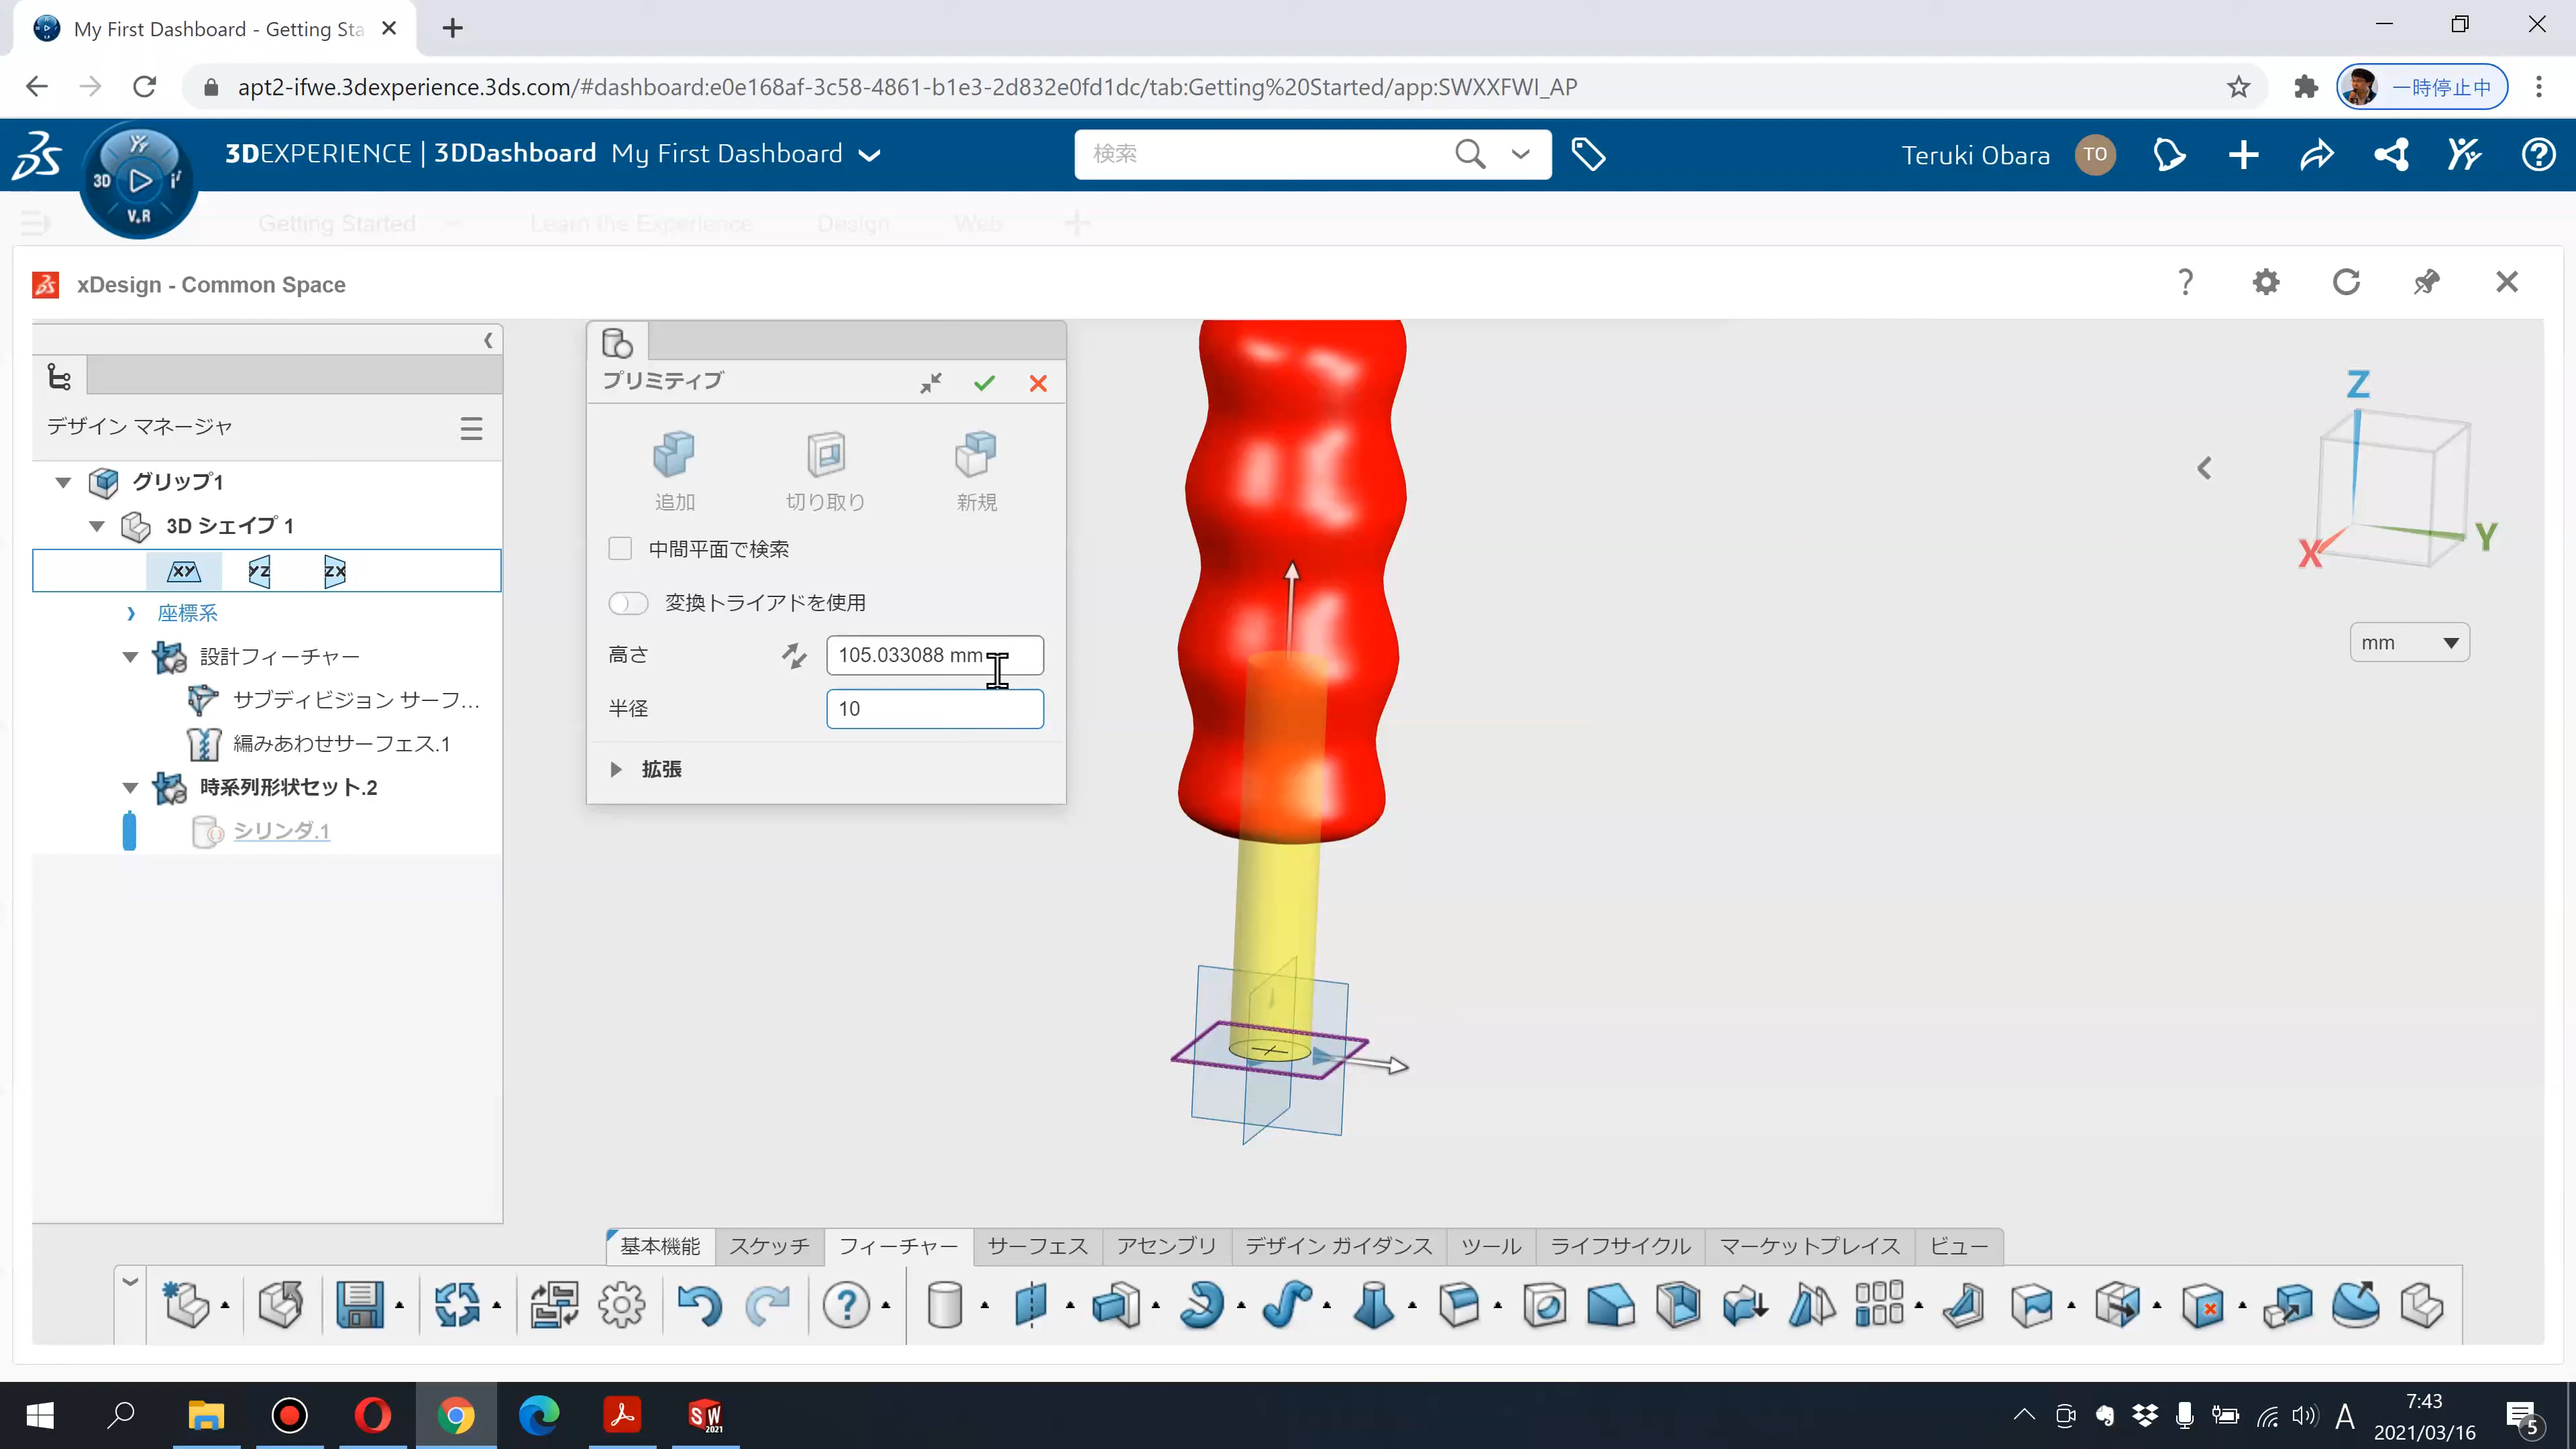 My First Dashboard - Getting Sta
apt2-ifwe.3dexperience.3ds.com/#dashboard:e0e168af-3c58-4861-b1e3-2d832e0fd1dc/tab:Getting%20Started/app:SWXXFWI_AP
一時停止中
3DEXPERIENCE | 3DDashboard My First Dashboard
検索
Teruki Obara
TO
3D
V.R
Getting Started
Learn the Experience
Design
Web
xDesign - Common Space
デザイン マネージャ
グリップ1
3D シェイプ 1
XY
YZ
ZX
座標系
設計フィーチャー
サブディビジョン サーフ...
編みあわせサーフェス.1
時系列形状セット.2
シリンダ.1
プリミティブ
追加
切り取り
新規
中間平面で検索
変換トライアドを使用
高さ
105.033088 mm
半径
10
拡張
Z
X
Y
mm
基本機能
スケッチ
フィーチャー
サーフェス
アセンブリ
デザイン ガイダンス
ツール
ライフサイクル
マーケットプレイス
ビュー
SW
2021
A
7:43
2021/03/16
5